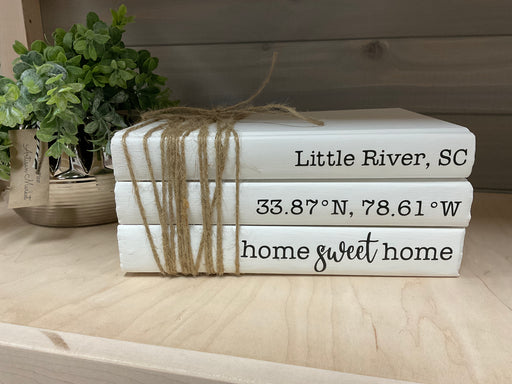 Little River, SC
33.87°N, 78.61°W
home sweet home